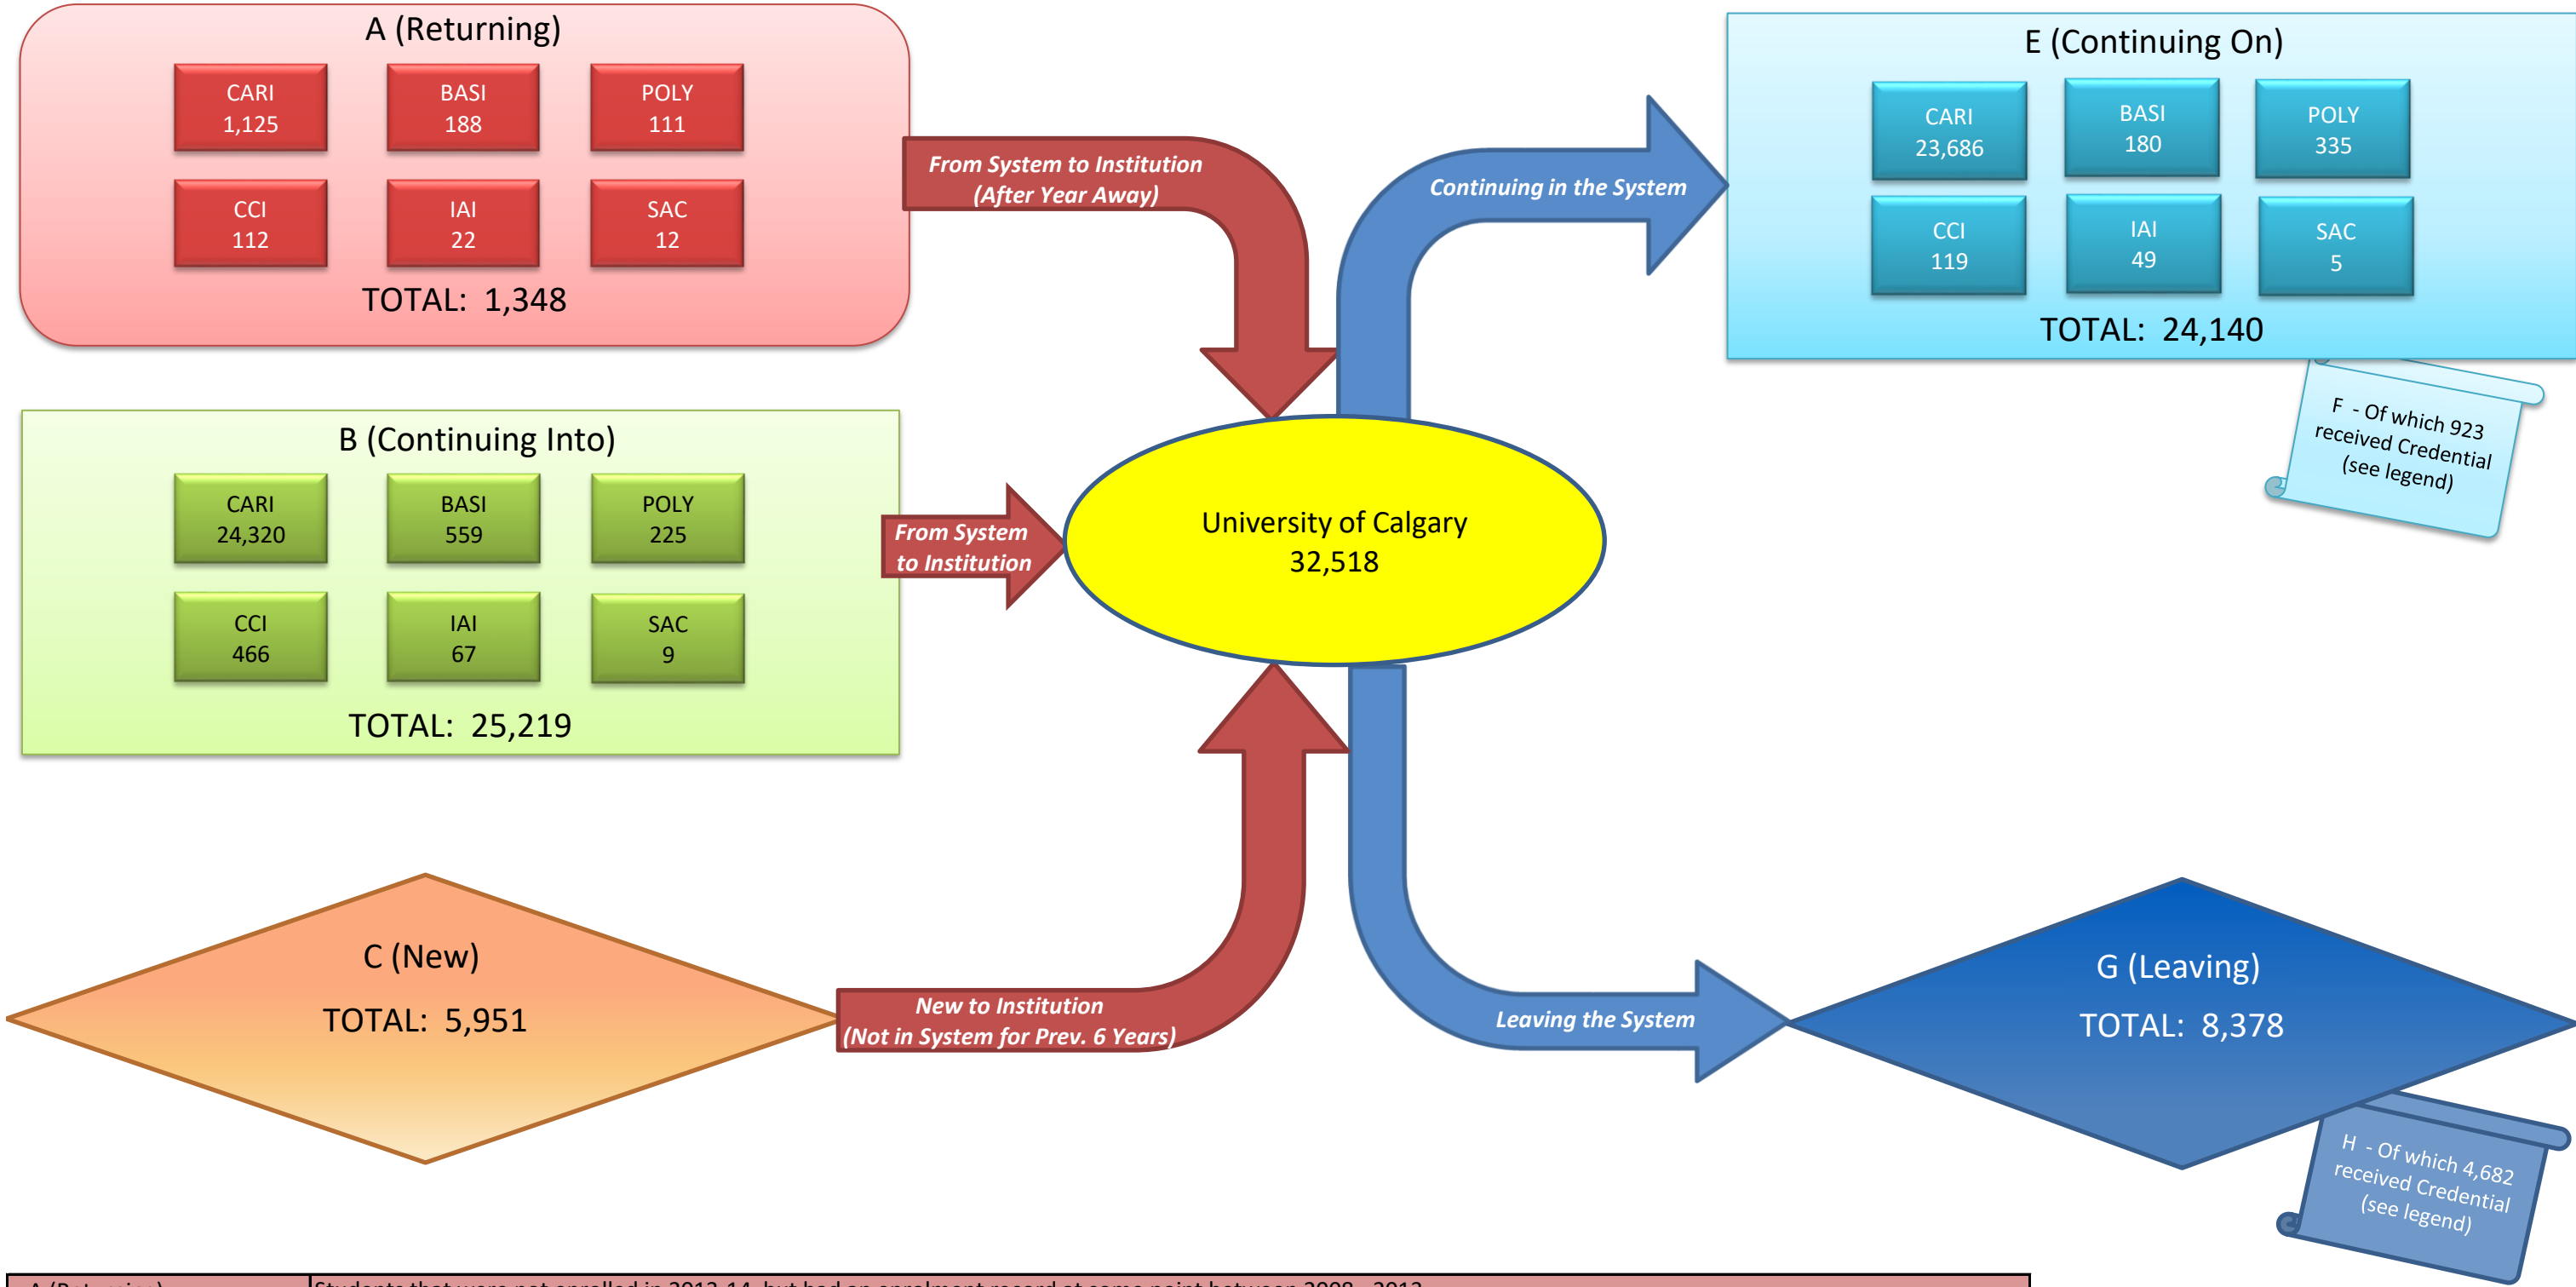 A (Returning)
CARI
1,125
BASI
188
POLY
111
CCI
112
IAI
22
SAC
12
TOTAL: 1,348
From System to Institution
(After Year Away)
Continuing in the System
E (Continuing On)
CARI
23,686
BASI
180
POLY
335
CCI
119
IAI
49
SAC
5
TOTAL: 24,140
F - Of which 923
received Credential
(see legend)
B (Continuing Into)
CARI
24,320
BASI
559
POLY
225
CCI
466
IAI
67
SAC
9
TOTAL: 25,219
From System
to Institution
University of Calgary
32,518
C (New)
TOTAL: 5,951
New to Institution
(Not in System for Prev. 6 Years)
Leaving the System
G (Leaving)
TOTAL: 8,378
H - Of which 4,682
received Credential
(see legend)